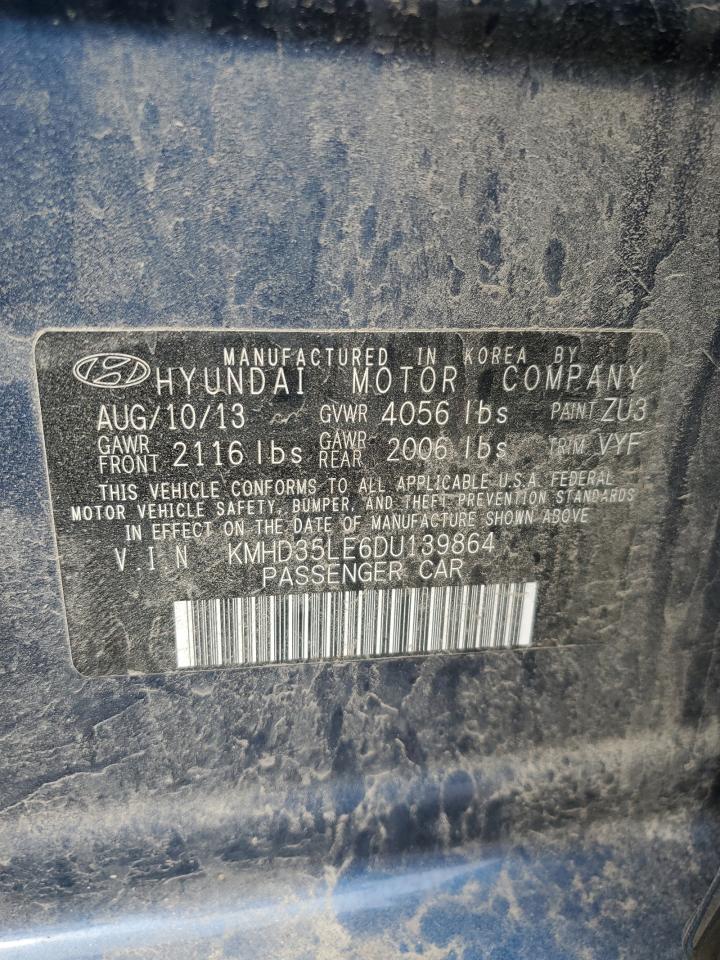 MANUFACTURED IN KOREA BY
HYUNDAI MOTOR COMPANY
AUG/10/13 GVWR 4056 lbs PAINT ZU3
GAWR FRONT 2116 lbs GAWR REAR 2006 lbs TRIM VYF
THIS VEHICLE CONFORMS TO ALL APPLICABLE U.S.A. FEDERAL
MOTOR VEHICLE SAFETY, BUMPER, AND THEFT PREVENTION STANDARDS
IN EFFECT ON THE DATE OF MANUFACTURE SHOWN ABOVE
V.IN KMHD35LE6DU139864
PASSENGER CAR